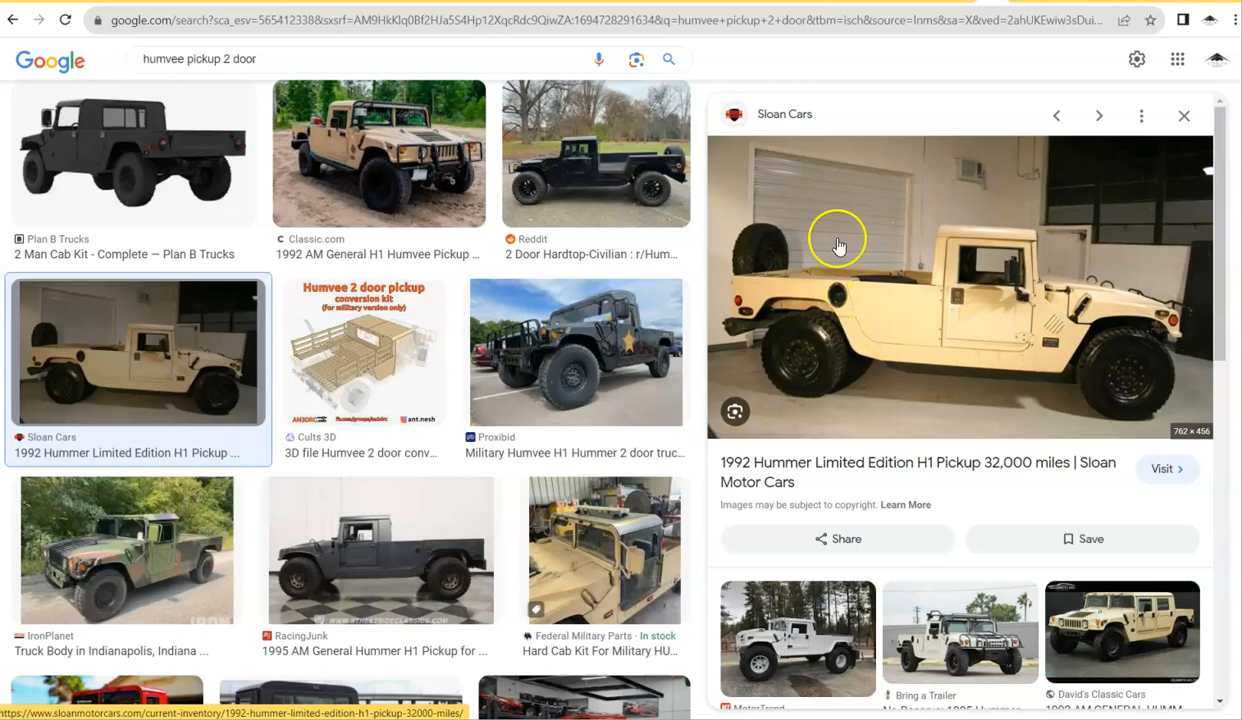 google.com/search?sca_esv=565412338&sxsrf=AM9HkKlq0Bf2HJa5S4Hp12XqcRdc9QiwZA:1694728291634&q=humvee+pickup+2+door&tbm=isch&source=lnms&sa=X&ved=2ahUKEwiw3sDui...
Google
humvee pickup 2 door
Sloan Cars
Plan B Trucks
2 Man Cab Kit - Complete — Plan B Trucks
Classic.com
1992 AM General H1 Humvee Pickup ...
Reddit
2 Door Hardtop-Civilian : r/Hum...
Humvee 2 door pickup
conversion kit
(for military version only)
Sloan Cars
1992 Hummer Limited Edition H1 Pickup ...
Cults 3D
3D file Humvee 2 door conv...
Proxibid
Military Humvee H1 Hummer 2 door truc...
762 × 456
1992 Hummer Limited Edition H1 Pickup 32,000 miles | Sloan
Motor Cars
Visit
Images may be subject to copyright. Learn More
Share
Save
IronPlanet
Truck Body in Indianapolis, Indiana ...
WWW.STREETSIDECLASSICS.COM
RacingJunk
1995 AM General Hummer H1 Pickup for ...
Federal Military Parts · In stock
Hard Cab Kit For Military HU...
MotorTrend
Bring a Trailer
David's Classic Cars
https://www.sloanmotorcars.com/current-inventory/1992-hummer-limited-edition-h1-pickup-32000-miles/